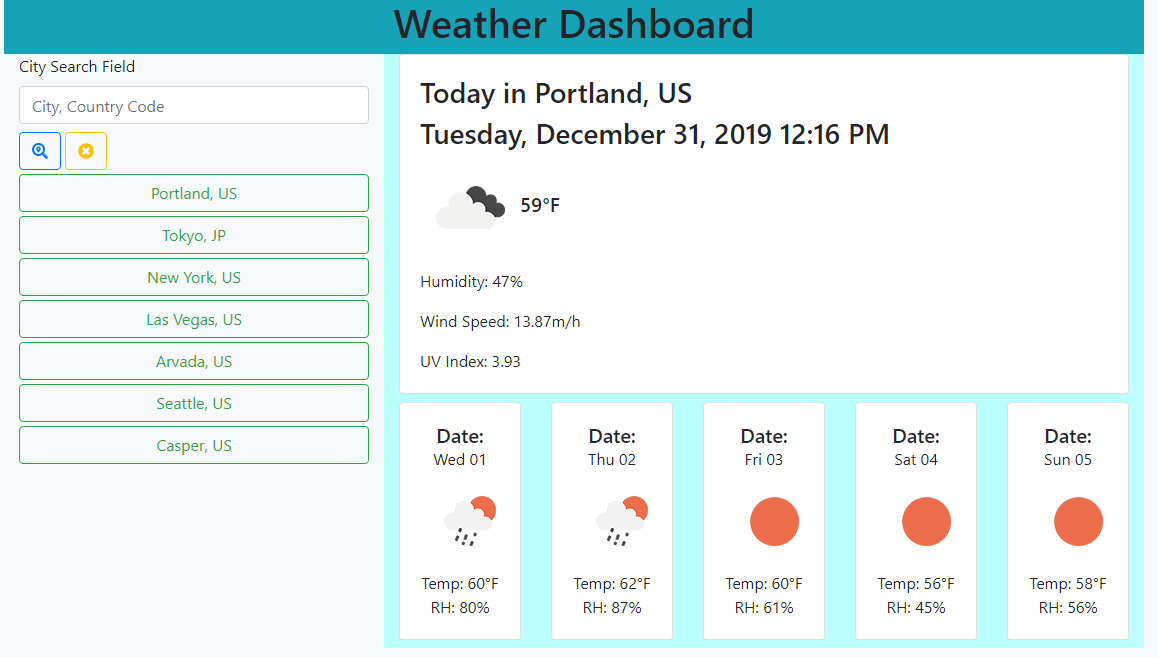 Weather Dashboard
City Search Field
City, Country Code
Portland, US
Tokyo, JP
New York, US
Las Vegas, US
Arvada, US
Seattle, US
Casper, US
Today in Portland, US
Tuesday, December 31, 2019 12:16 PM
59°F
Humidity: 47%
Wind Speed: 13.87m/h
UV Index: 3.93
Date:
Wed 01
Temp: 60°F
RH: 80%
Date:
Thu 02
Temp: 62°F
RH: 87%
Date:
Fri 03
Temp: 60°F
RH: 61%
Date:
Sat 04
Temp: 56°F
RH: 45%
Date:
Sun 05
Temp: 58°F
RH: 56%